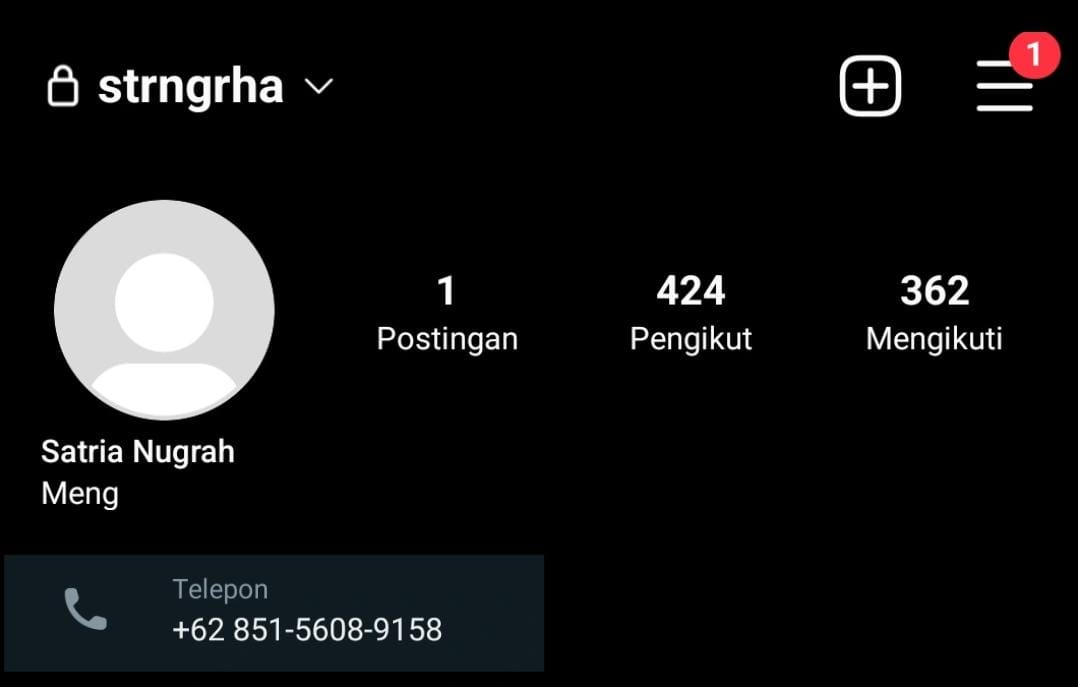 strngrha
1
1
424
362
Postingan
Pengikut
Mengikuti
Satria Nugrah
Meng
Telepon
+62 851-5608-9158